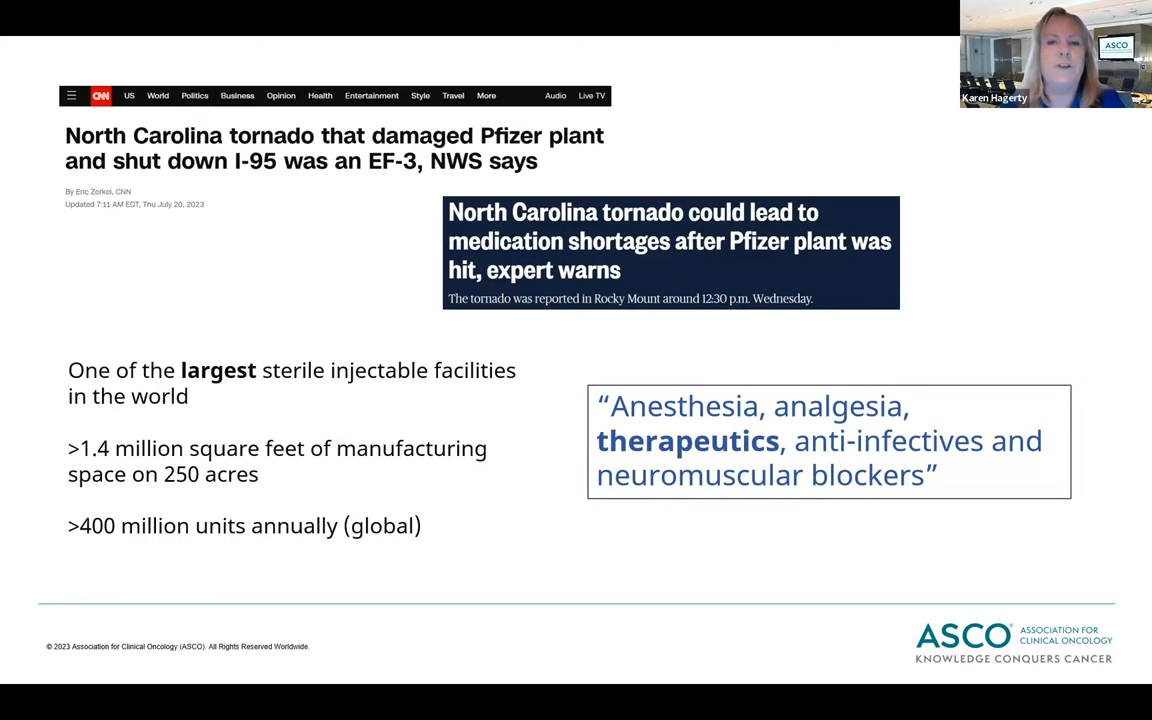 ASCO
Karen Hagerty
CNN US World Politics Business Opinion Health Entertainment Style Travel More Audio Live TV
North Carolina tornado that damaged Pfizer plant
and shut down I-95 was an EF-3, NWS says
By Eric Zerkel, CNN
Updated 7:11 AM EDT, Thu July 20, 2023
North Carolina tornado could lead to
medication shortages after Pfizer plant was
hit, expert warns
The tornado was reported in Rocky Mount around 12:30 p.m. Wednesday.
One of the largest sterile injectable facilities
in the world
>1.4 million square feet of manufacturing
space on 250 acres
>400 million units annually (global)
“Anesthesia, analgesia,
therapeutics, anti-infectives and
neuromuscular blockers”
© 2023 Association for Clinical Oncology (ASCO). All Rights Reserved Worldwide.
ASCO® ASSOCIATION FOR
CLINICAL ONCOLOGY
KNOWLEDGE CONQUERS CANCER